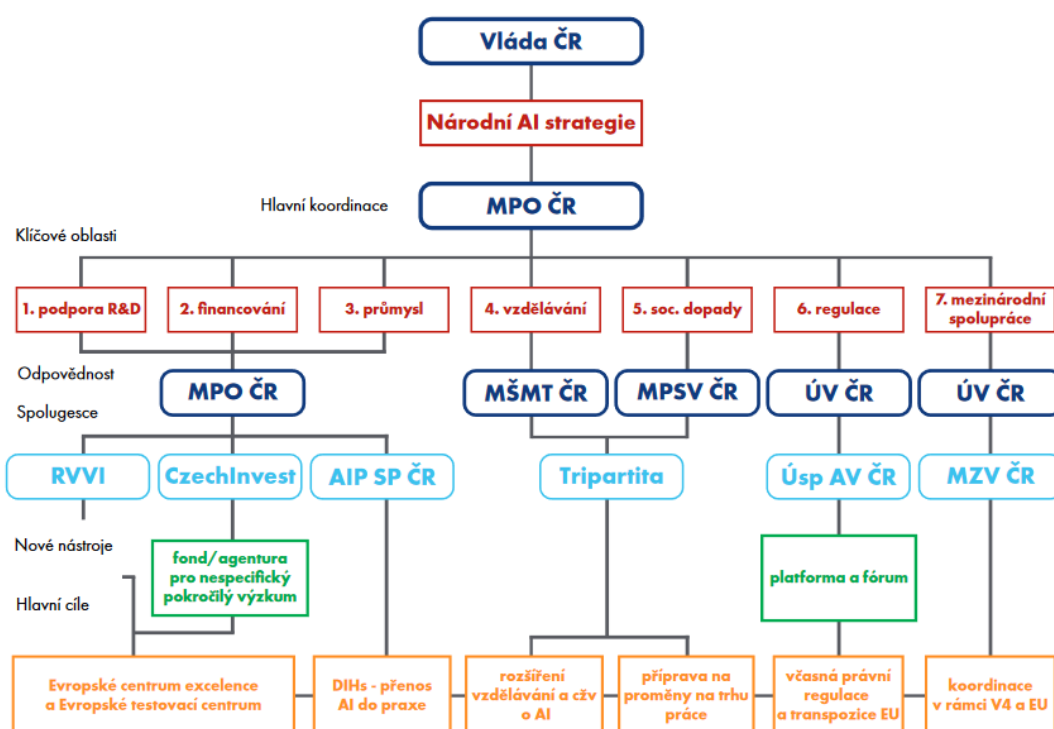 Vláda ČR
Národní AI strategie
Hlavní koordinace
MPO ČR
Klíčové oblasti
1. podpora R&D
2. financování
3. průmysl
4. vzdělávání
5. soc. dopady
6. regulace
7. mezinárodní
spolupráce
Odpovědnost
MPO ČR
MŠMT ČR
MPSV ČR
ÚV ČR
ÚV ČR
Spolugesce
RVVI
CzechInvest
AIP SP ČR
Tripartita
Úsp AV ČR
MZV ČR
Nové nástroje
fond/agentura
pro nespecifický
pokročilý výzkum
platforma a fórum
Hlavní cíle
Evropské centrum excelence
a Evropské testovací centrum
DIHs - přenos
AI do praxe
rozšíření
vzdělávání a cžv
o AI
příprava na
proměny na trhu
práce
včasná právní
regulace
a transpozice EU
koordinace
v rámci V4 a EU